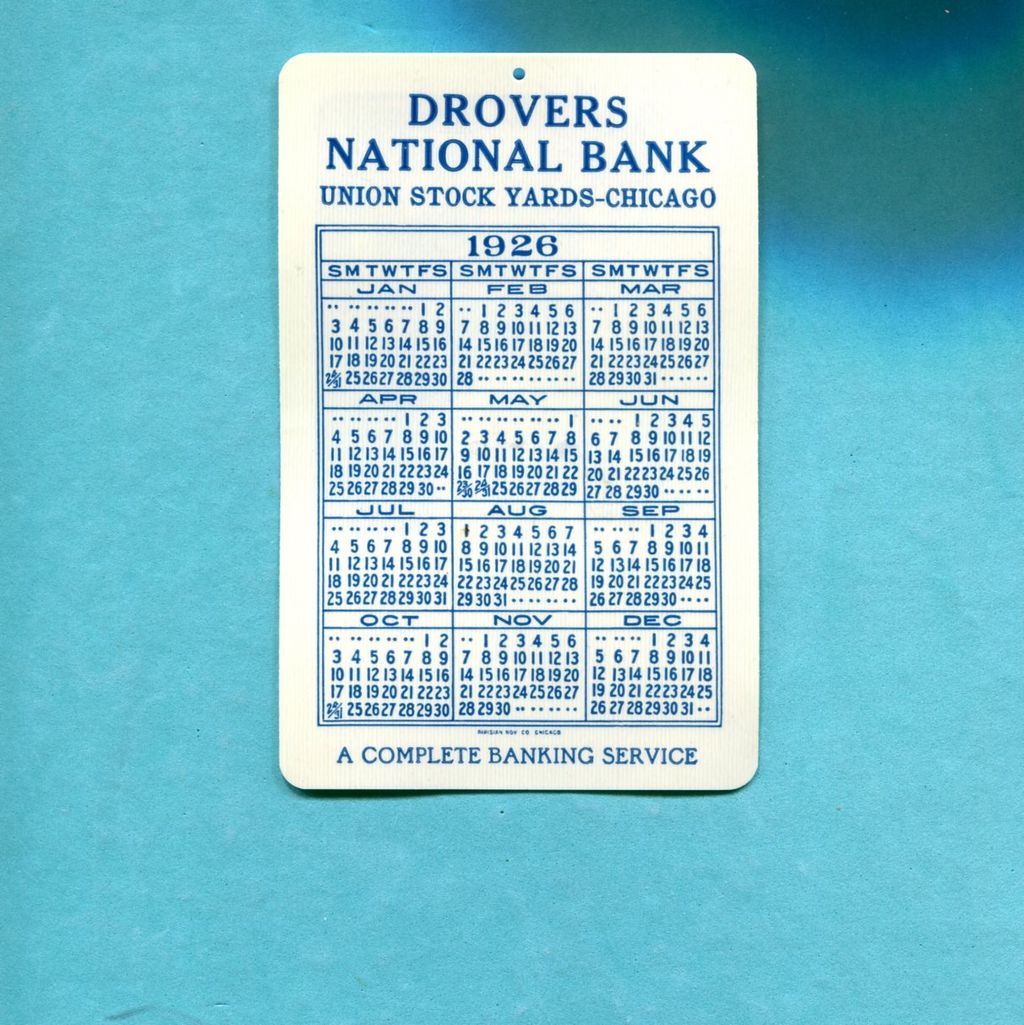 DROVERS
NATIONAL BANK
UNION STOCK YARDS-CHICAGO
1926
S M T W T F S S M T W T F S S M T W T F S
JAN FEB MAR
·· ·· ·· ·· ·· 1 2 ·· 1 2 3 4 5 6 ·· 1 2 3 4 5 6
3 4 5 6 7 8 9 7 8 9 10 11 12 13 7 8 9 10 11 12 13
10 11 12 13 14 15 16 14 15 16 17 18 19 20 14 15 16 17 18 19 20
17 18 19 20 21 22 23 21 22 23 24 25 26 27 21 22 23 24 25 26 27
24/31 25 26 27 28 29 30 28 ·· ·· ·· ·· ·· ·· 28 29 30 31 ·· ·· ··
APR MAY JUN
·· ·· ·· ·· 1 2 3 ·· ·· ·· ·· ·· ·· 1 ·· ·· 1 2 3 4 5
4 5 6 7 8 9 10 2 3 4 5 6 7 8 6 7 8 9 10 11 12
11 12 13 14 15 16 17 9 10 11 12 13 14 15 13 14 15 16 17 18 19
18 19 20 21 22 23 24 16 17 18 19 20 21 22 20 21 22 23 24 25 26
25 26 27 28 29 30 ·· 23/30 24/31 25 26 27 28 29 27 28 29 30 ·· ·· ··
JUL AUG SEP
·· ·· ·· ·· 1 2 3 1 2 3 4 5 6 7 ·· ·· ·· 1 2 3 4
4 5 6 7 8 9 10 8 9 10 11 12 13 14 5 6 7 8 9 10 11
11 12 13 14 15 16 17 15 16 17 18 19 20 21 12 13 14 15 16 17 18
18 19 20 21 22 23 24 22 23 24 25 26 27 28 19 20 21 22 23 24 25
25 26 27 28 29 30 31 29 30 31 ·· ·· ·· ·· 26 27 28 29 30 ·· ··
OCT NOV DEC
·· ·· ·· ·· ·· 1 2 ·· 1 2 3 4 5 6 ·· ·· ·· 1 2 3 4
3 4 5 6 7 8 9 7 8 9 10 11 12 13 5 6 7 8 9 10 11
10 11 12 13 14 15 16 14 15 16 17 18 19 20 12 13 14 15 16 17 18
17 18 19 20 21 22 23 21 22 23 24 25 26 27 19 20 21 22 23 24 25
24/31 25 26 27 28 29 30 28 29 30 ·· ·· ·· ·· 26 27 28 29 30 31 ··
PARISIAN NOV CO CHICAGO
A COMPLETE BANKING SERVICE